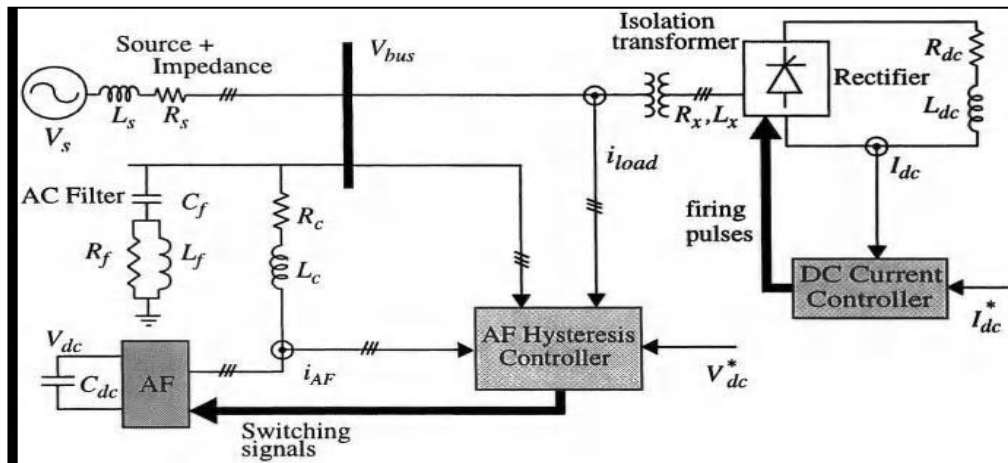 Source +
Impedance
V_s
L_s
R_s
V_bus
Isolation
transformer
R_x, L_x
Rectifier
R_dc
L_dc
I_dc
i_load
firing
pulses
DC Current
Controller
I*_dc
AC Filter
C_f
R_f
L_f
R_c
L_c
V_dc
C_dc
AF
i_AF
AF Hysteresis
Controller
V*_dc
Switching
signals